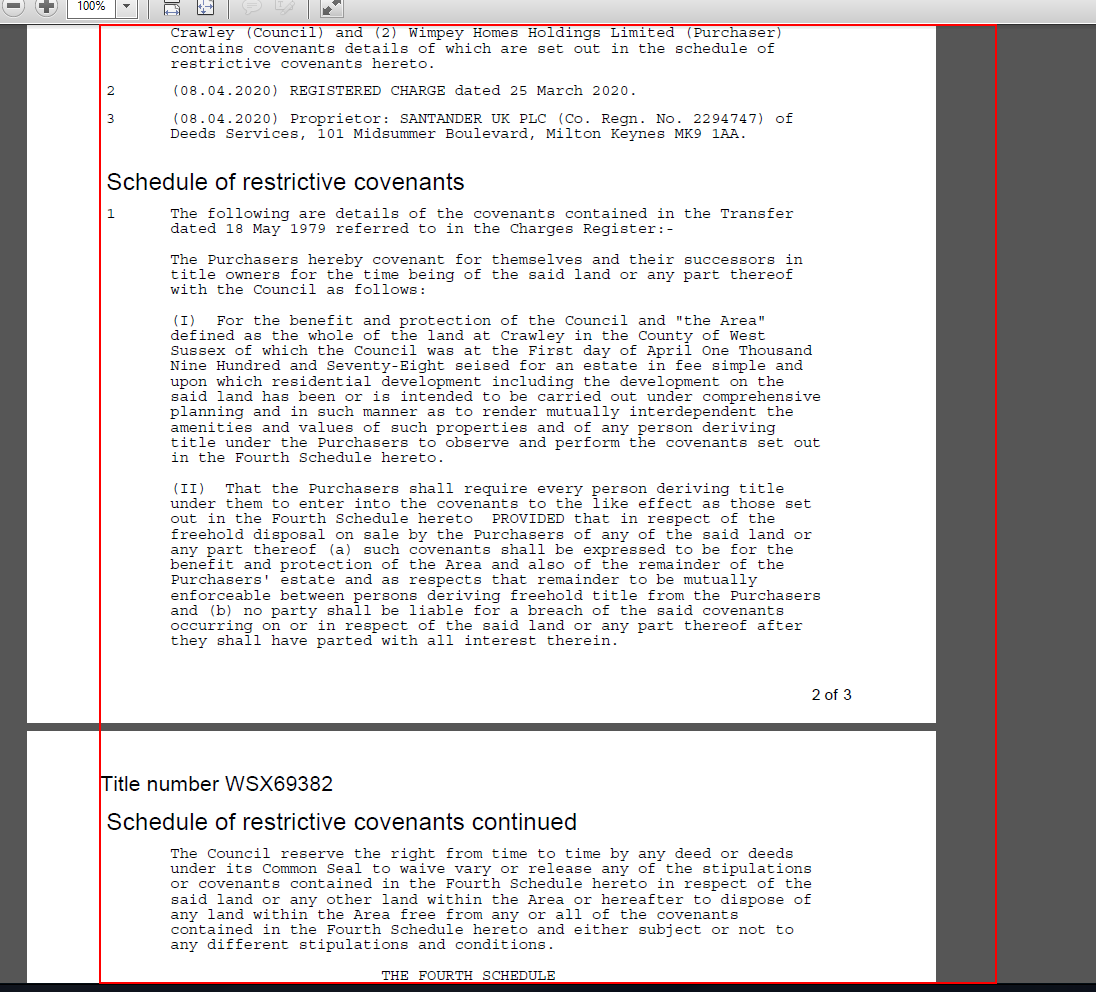 100%
Crawley (Council) and (2) Wimpey Homes Holdings Limited (Purchaser)
contains covenants details of which are set out in the schedule of
restrictive covenants hereto.
2 (08.04.2020) REGISTERED CHARGE dated 25 March 2020.
3 (08.04.2020) Proprietor: SANTANDER UK PLC (Co. Regn. No. 2294747) of
Deeds Services, 101 Midsummer Boulevard, Milton Keynes MK9 1AA.
Schedule of restrictive covenants
1 The following are details of the covenants contained in the Transfer
dated 18 May 1979 referred to in the Charges Register:-
The Purchasers hereby covenant for themselves and their successors in
title owners for the time being of the said land or any part thereof
with the Council as follows:
(I) For the benefit and protection of the Council and "the Area"
defined as the whole of the land at Crawley in the County of West
Sussex of which the Council was at the First day of April One Thousand
Nine Hundred and Seventy-Eight seised for an estate in fee simple and
upon which residential development including the development on the
said land has been or is intended to be carried out under comprehensive
planning and in such manner as to render mutually interdependent the
amenities and values of such properties and of any person deriving
title under the Purchasers to observe and perform the covenants set out
in the Fourth Schedule hereto.
(II) That the Purchasers shall require every person deriving title
under them to enter into the covenants to the like effect as those set
out in the Fourth Schedule hereto PROVIDED that in respect of the
freehold disposal on sale by the Purchasers of any of the said land or
any part thereof (a) such covenants shall be expressed to be for the
benefit and protection of the Area and also of the remainder of the
Purchasers' estate and as respects that remainder to be mutually
enforceable between persons deriving freehold title from the Purchasers
and (b) no party shall be liable for a breach of the said covenants
occurring on or in respect of the said land or any part thereof after
they shall have parted with all interest therein.
2 of 3
Title number WSX69382
Schedule of restrictive covenants continued
The Council reserve the right from time to time by any deed or deeds
under its Common Seal to waive vary or release any of the stipulations
or covenants contained in the Fourth Schedule hereto in respect of the
said land or any other land within the Area or hereafter to dispose of
any land within the Area free from any or all of the covenants
contained in the Fourth Schedule hereto and either subject or not to
any different stipulations and conditions.
THE FOURTH SCHEDULE